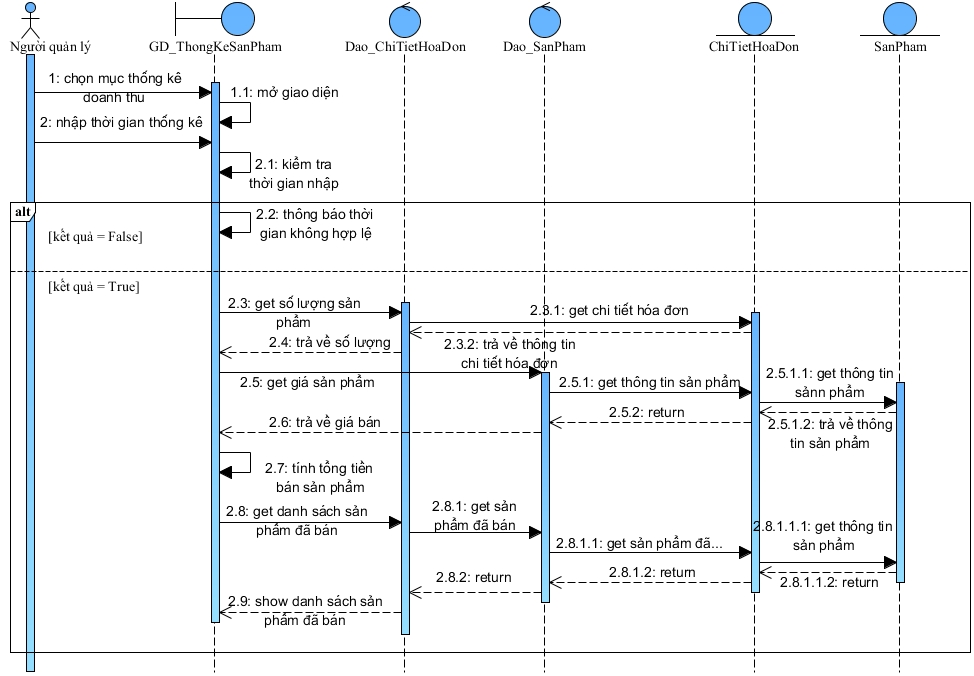 Người quản lý
GD_ThongKeSanPham
Dao_ChiTietHoaDon
Dao_SanPham
ChiTietHoaDon
SanPham
1: chọn mục thống kê
doanh thu
1.1: mở giao diện
2: nhập thời gian thống kê
2.1: kiểm tra
thời gian nhập
alt
2.2: thông báo thời
gian không hợp lệ
[kết quả = False]
[kết quả = True]
2.3: get số lượng sản
phẩm
2.3.1: get chi tiết hóa đơn
2.4: trả về số lượng
2.3.2: trả về thông tin
chi tiết hóa đơn
2.5: get giá sản phẩm
2.5.1: get thông tin sản phẩm
2.5.1.1: get thông tin
sảnn phẩm
2.5.2: return
2.6: trả về giá bán
2.5.1.2: trả về thông
tin sản phẩm
2.7: tính tổng tiền
bán sản phẩm
2.8: get danh sách sản
phẩm đã bán
2.8.1: get sản
phẩm đã bán
2.8.1.1: get sản phẩm đã...
2.8.1.1.1: get thông tin
sản phẩm
2.8.2: return
2.8.1.2: return
2.8.1.1.2: return
2.9: show danh sách sản
phẩm đã bán